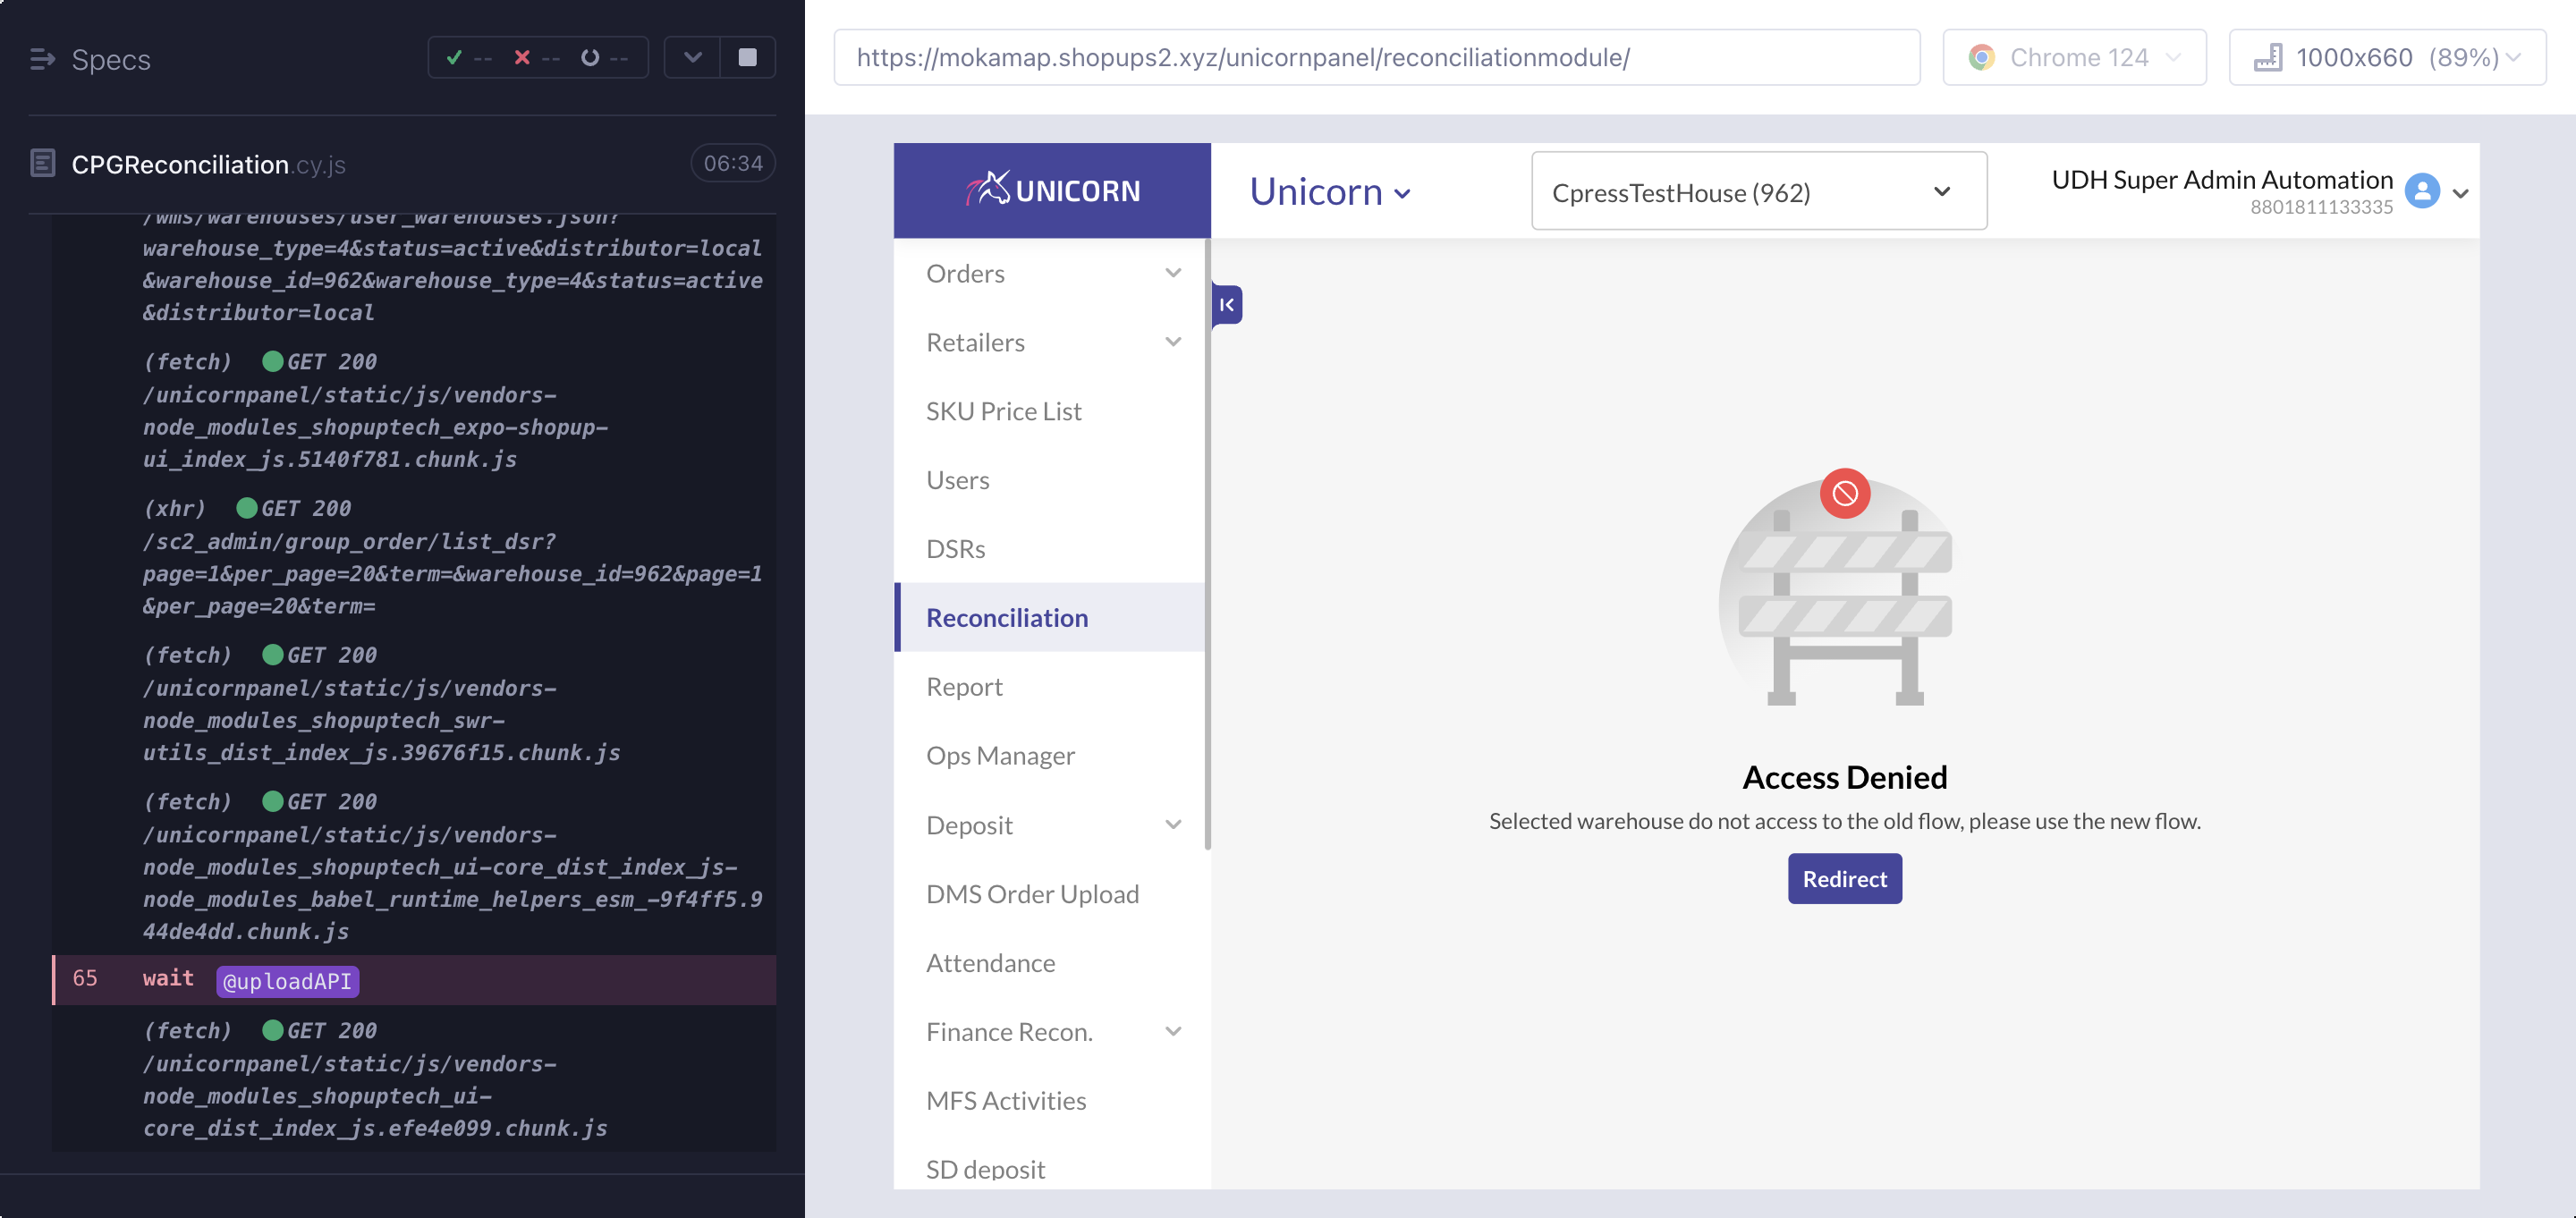 Specs
-- -- --
CPGReconciliation.cy.js
06:34
/wms/warehouses/user_warehouses.json?
warehouse_type=4&status=active&distributor=local
&warehouse_id=962&warehouse_type=4&status=active
&distributor=local
(fetch) GET 200
/unicornpanel/static/js/vendors-
node_modules_shopuptech_expo-shopup-
ui_index_js.5140f781.chunk.js
(xhr) GET 200
/sc2_admin/group_order/list_dsr?
page=1&per_page=20&term=&warehouse_id=962&page=1
&per_page=20&term=
(fetch) GET 200
/unicornpanel/static/js/vendors-
node_modules_shopuptech_swr-
utils_dist_index_js.39676f15.chunk.js
(fetch) GET 200
/unicornpanel/static/js/vendors-
node_modules_shopuptech_ui-core_dist_index_js-
node_modules_babel_runtime_helpers_esm_-9f4ff5.9
44de4dd.chunk.js
65 wait @uploadAPI
(fetch) GET 200
/unicornpanel/static/js/vendors-
node_modules_shopuptech_ui-
core_dist_index_js.efe4e099.chunk.js
https://mokamap.shopups2.xyz/unicornpanel/reconciliationmodule/
Chrome 124
1000x660 (89%)
UNICORN
Unicorn
CpressTestHouse (962)
UDH Super Admin Automation
8801811133335
Orders
Retailers
SKU Price List
Users
DSRs
Reconciliation
Report
Ops Manager
Deposit
DMS Order Upload
Attendance
Finance Recon.
MFS Activities
SD deposit
Access Denied
Selected warehouse do not access to the old flow, please use the new flow.
Redirect